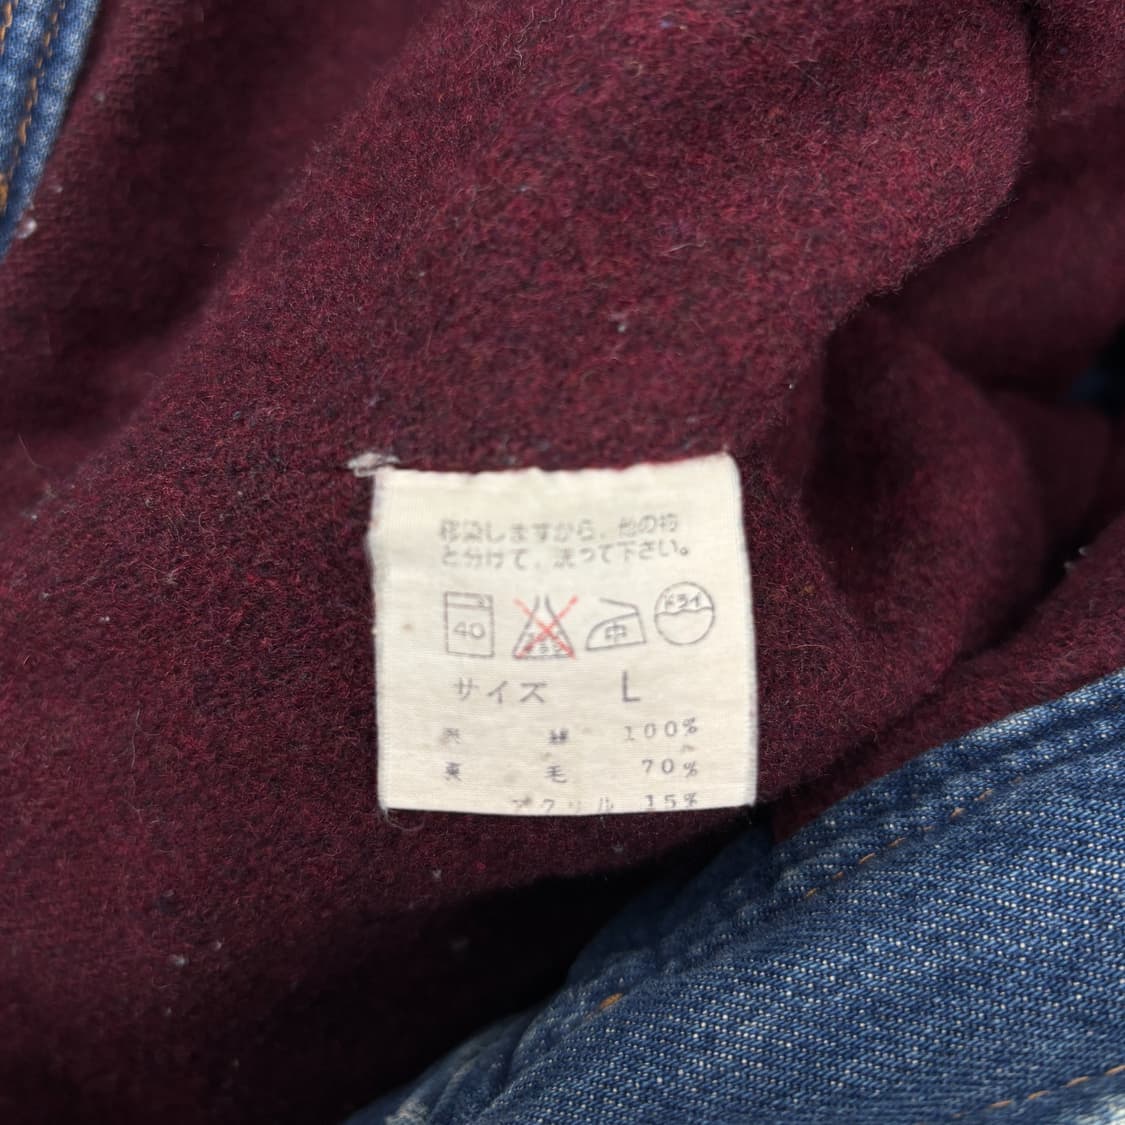 移染しますから、他の物
と分けて、洗って下さい。
40 中 ドライ
サイズ L
表 綿 100%
裏 毛 70%
アクリル 15%